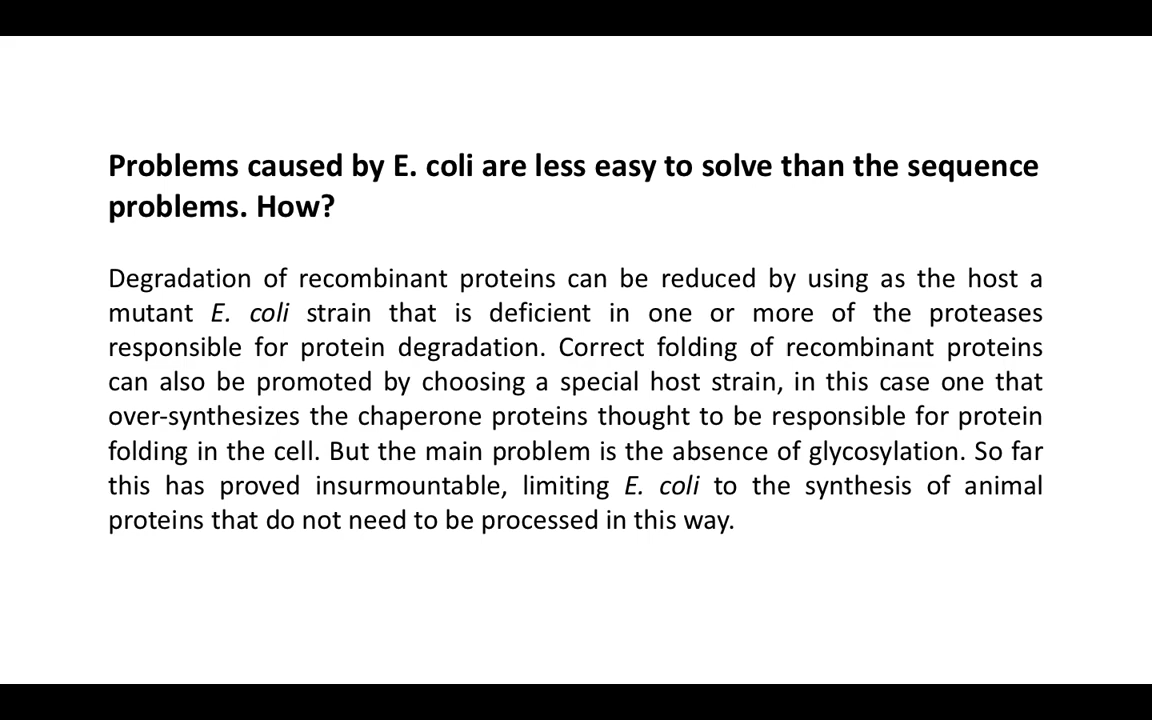 Problems caused by E. coli are less easy to solve than the sequence
problems. How?
Degradation of recombinant proteins can be reduced by using as the host a
mutant E. coli strain that is deficient in one or more of the proteases
responsible for protein degradation. Correct folding of recombinant proteins
can also be promoted by choosing a special host strain, in this case one that
over-synthesizes the chaperone proteins thought to be responsible for protein
folding in the cell. But the main problem is the absence of glycosylation. So far
this has proved insurmountable, limiting E. coli to the synthesis of animal
proteins that do not need to be processed in this way.